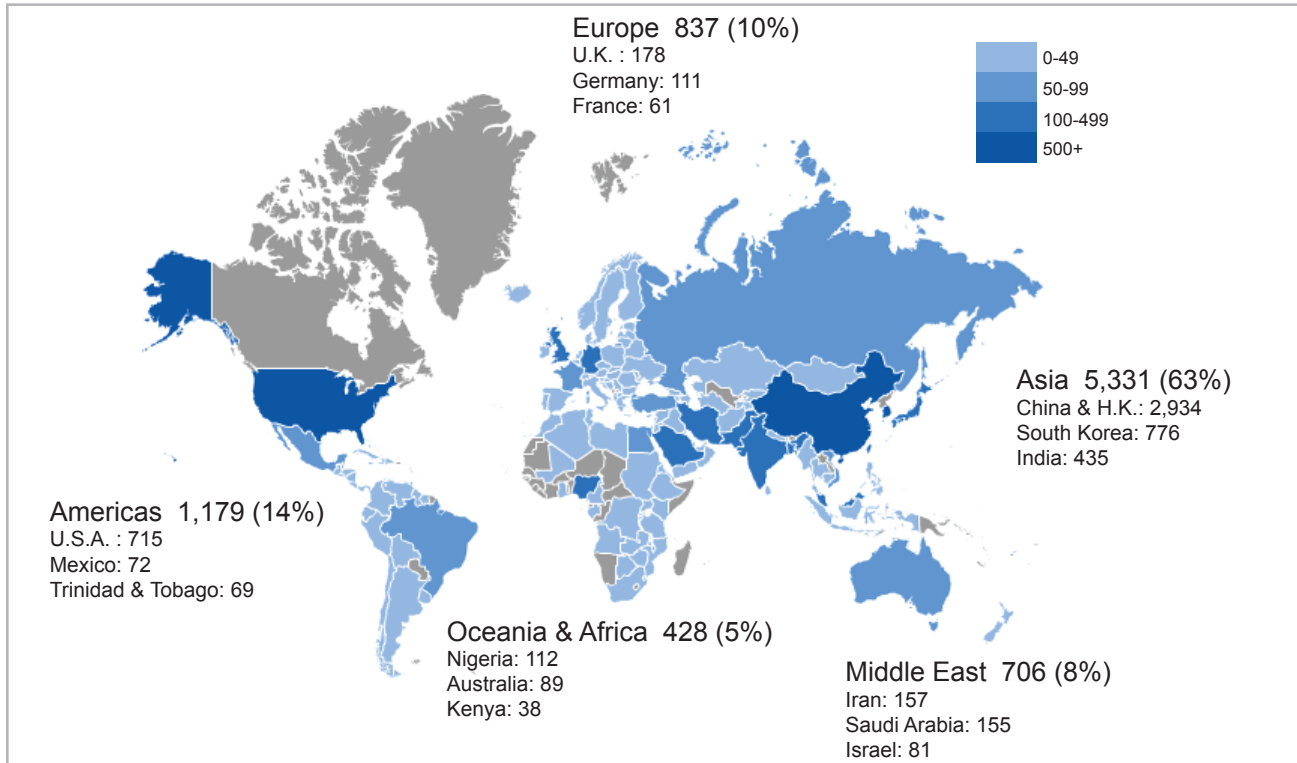 Europe 837 (10%)
U.K. : 178
Germany: 111
France: 61
0-49
50-99
100-499
500+
Asia 5,331 (63%)
China & H.K.: 2,934
South Korea: 776
India: 435
Americas 1,179 (14%)
U.S.A. : 715
Mexico: 72
Trinidad & Tobago: 69
Oceania & Africa 428 (5%)
Nigeria: 112
Australia: 89
Kenya: 38
Middle East 706 (8%)
Iran: 157
Saudi Arabia: 155
Israel: 81